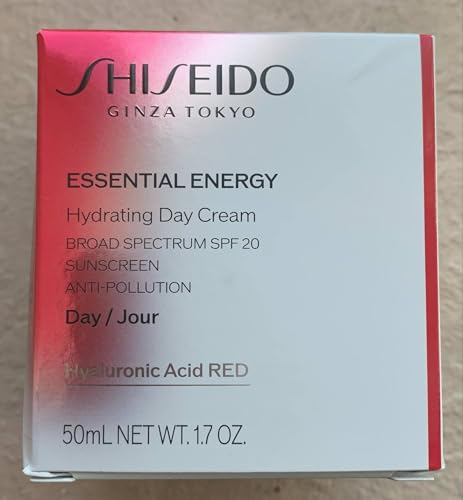 SHISEIDO
GINZA TOKYO
ESSENTIAL ENERGY
Hydrating Day Cream
BROAD SPECTRUM SPF 20
SUNSCREEN
ANTI-POLLUTION
Day / Jour
Hyaluronic Acid RED
50mL NET WT. 1.7 OZ.